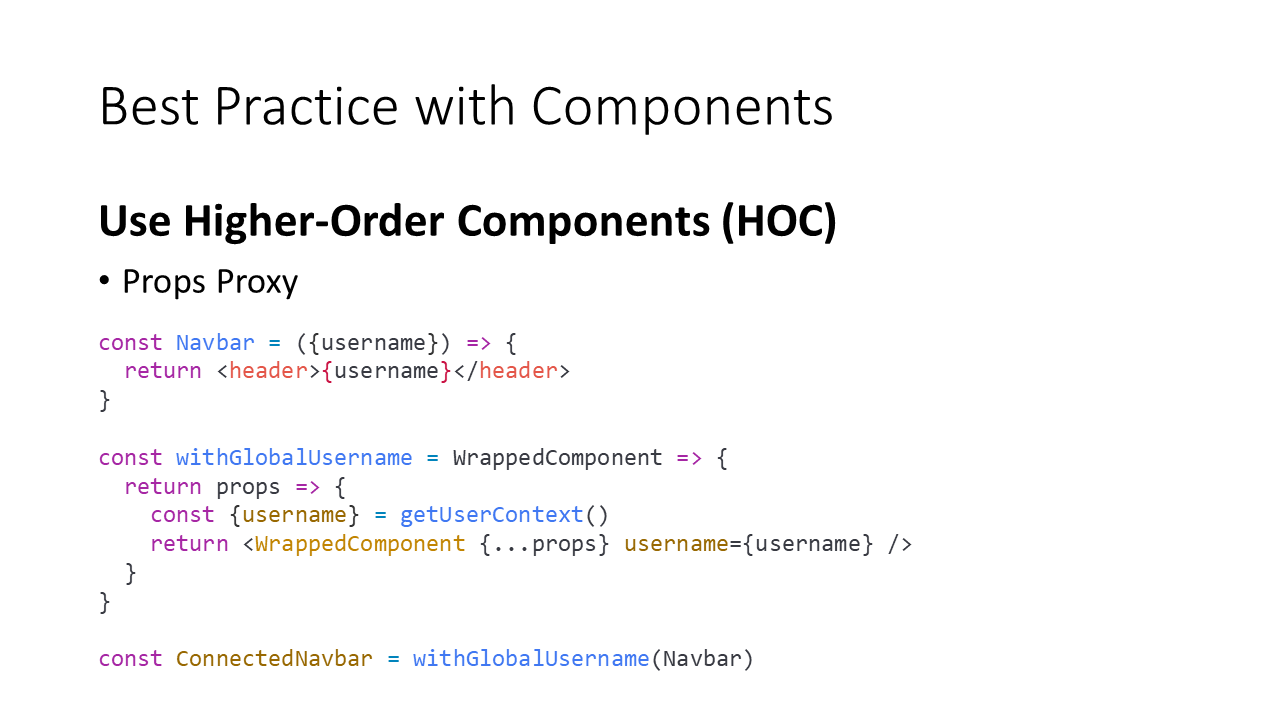 Best Practice with Components
Use Higher-Order Components (HOC)
• Props Proxy
const Navbar = ({username}) => {
  return <header>{username}</header>
}
const withGlobalUsername = WrappedComponent => {
  return props => {
    const {username} = getUserContext()
    return <WrappedComponent {...props} username={username} />
  }
}
const ConnectedNavbar = withGlobalUsername(Navbar)